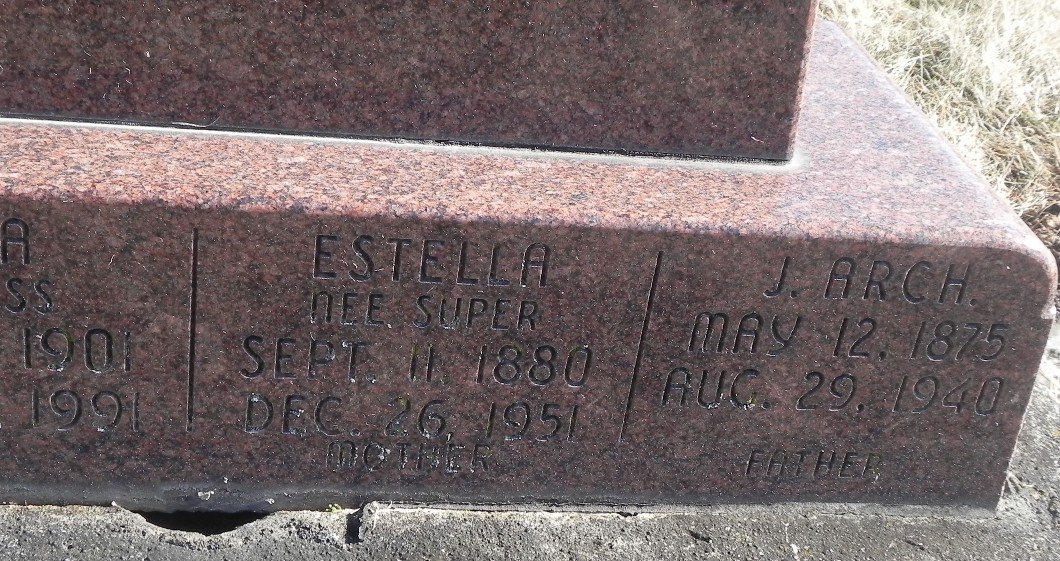 A
SS
1901
1991
ESTELLA
NEE. SUPER
SEPT. 11. 1880
DEC. 26, 1951
MOTHER
J. ARCH.
MAY 12, 1875
AUG. 29, 1940
FATHER